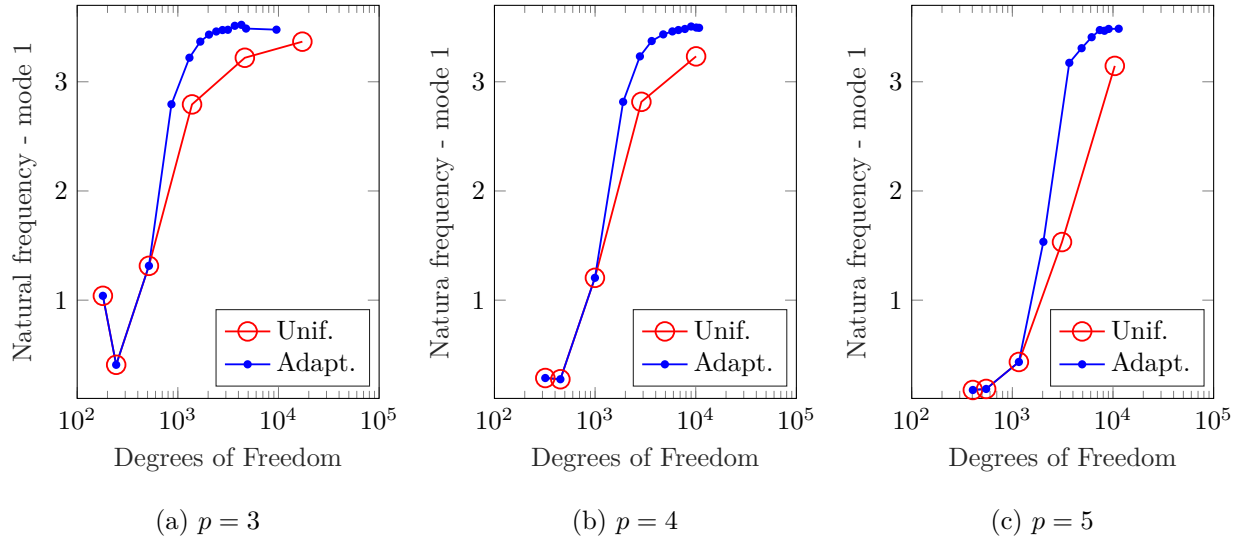 Natural frequency - mode 1
3
2
1
10^2 10^3 10^4 10^5
Degrees of Freedom
Unif.
Adapt.
(a) p = 3
Natura frequency - mode 1
3
2
1
10^2 10^3 10^4 10^5
Degrees of Freedom
Unif.
Adapt.
(b) p = 4
Natura frequency - mode 1
3
2
1
10^2 10^3 10^4 10^5
Degrees of Freedom
Unif.
Adapt.
(c) p = 5